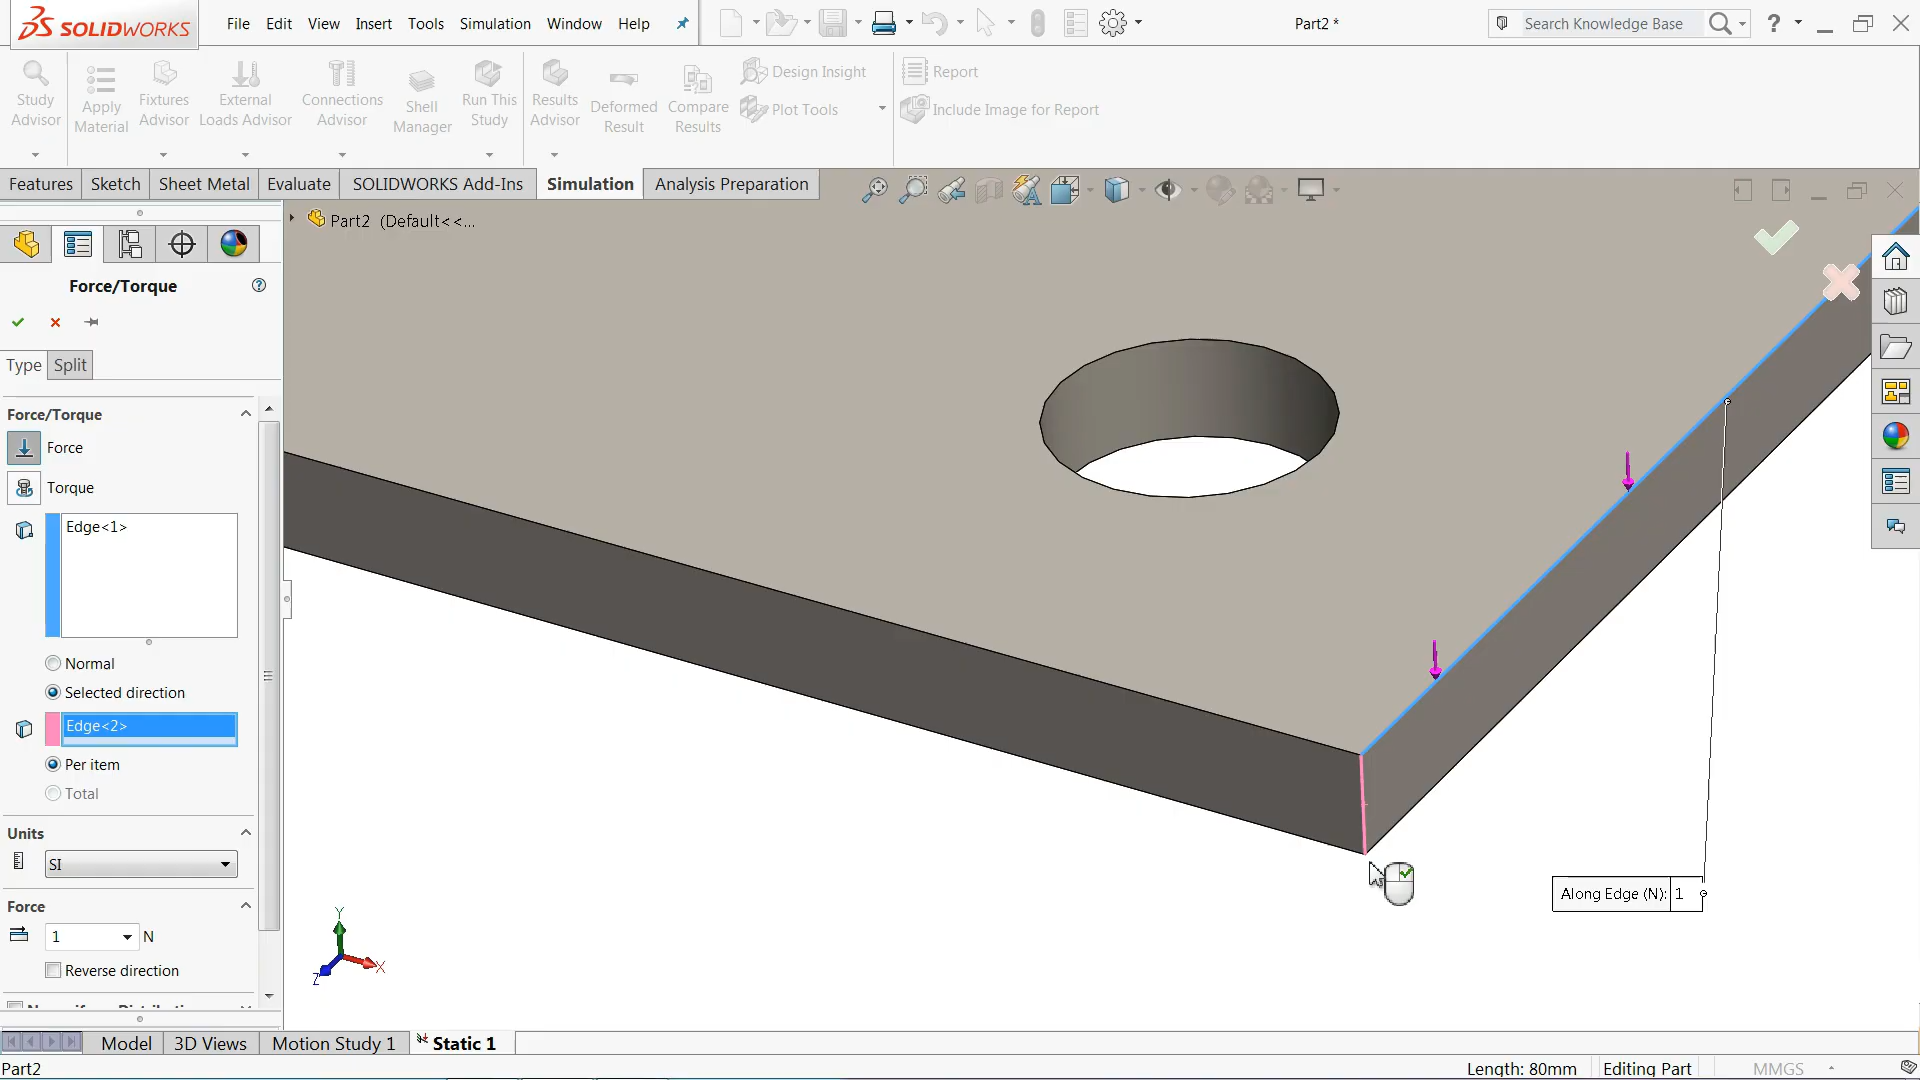 SOLIDWORKS
File Edit View Insert Tools Simulation Window Help
Part2 *
Search Knowledge Base
?
Study Advisor
Apply Material
Fixtures Advisor
External Loads Advisor
Connections Advisor
Shell Manager
Run This Study
Results Advisor
Deformed Result
Compare Results
Design Insight
Plot Tools
Report
Include Image for Report
Features Sketch Sheet Metal Evaluate SOLIDWORKS Add-Ins Simulation Analysis Preparation
Part2 (Default<<...
Force/Torque
?
Type Split
Force/Torque
Force
Torque
Edge<1>
Normal
Selected direction
Edge<2>
Per item
Total
Units
SI
Force
1 N
Reverse direction
Along Edge (N): 1
Y
X
Z
Model 3D Views Motion Study 1 Static 1
Part2 Length: 80mm Editing Part MMGS